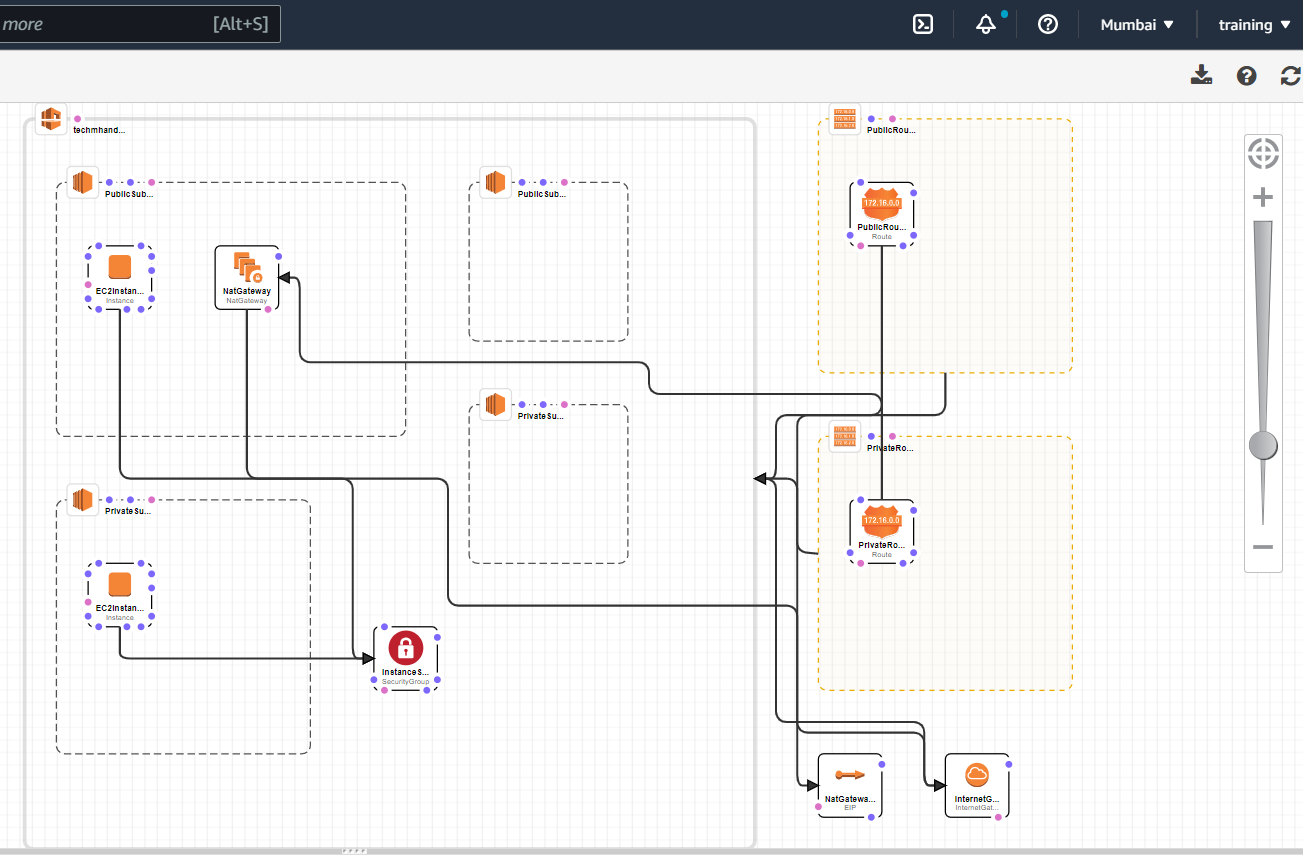 more [Alt+S] Mumbai training
techmhand...
PublicRou...
PublicSub...
PublicSub...
172.16.0.0
PublicRou...
Route
EC2Instan...
Instance
NatGateway
NatGateway
PrivateSu...
PrivateRo...
PrivateSu...
172.16.0.0
PrivateRo...
Route
EC2Instan...
Instance
InstanceS...
SecurityGroup
NatGatewa...
EIP
InternetG...
InternetGat...